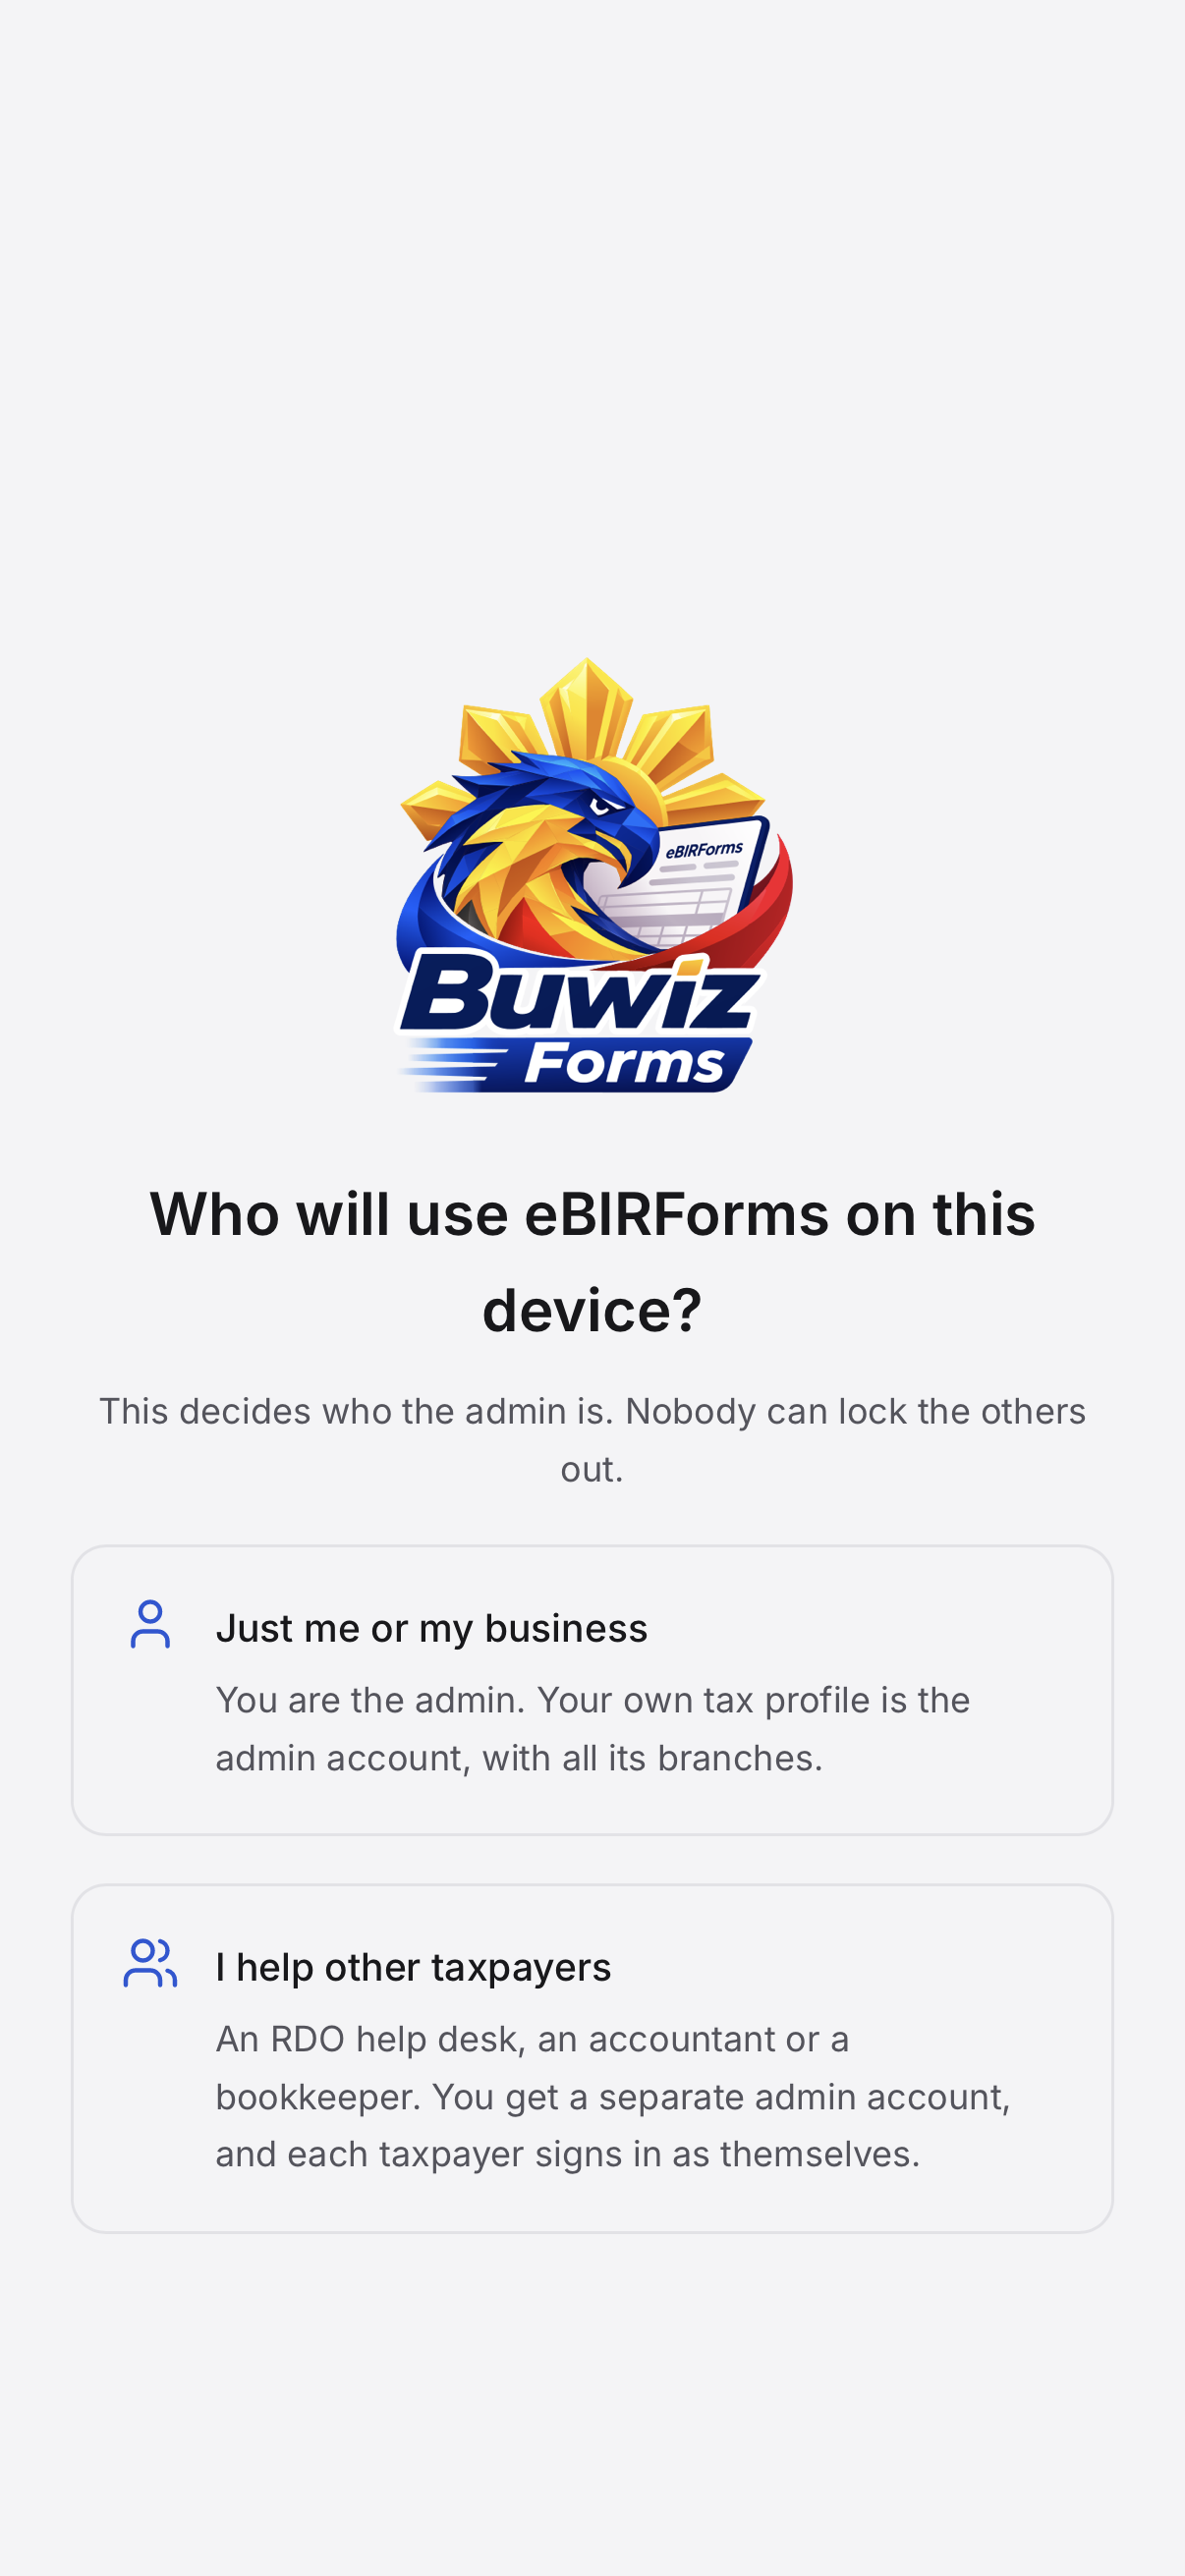 eBIRForms
Buwiz
Forms
Who will use eBIRForms on this
device?
This decides who the admin is. Nobody can lock the others
out.
Just me or my business
You are the admin. Your own tax profile is the
admin account, with all its branches.
I help other taxpayers
An RDO help desk, an accountant or a
bookkeeper. You get a separate admin account,
and each taxpayer signs in as themselves.